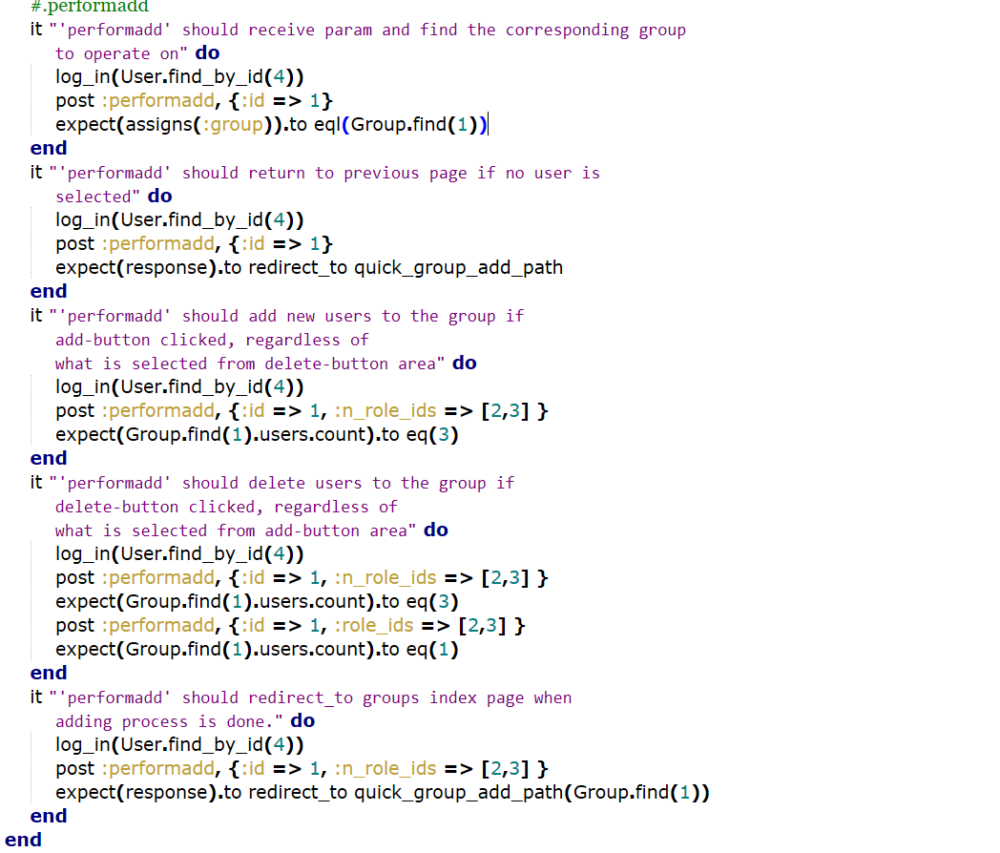 #.performadd
it "'performadd' should receive param and find the corresponding group
to operate on" do
log_in(User.find_by_id(4))
post :performadd, {:id => 1}
expect(assigns(:group)).to eql(Group.find(1))
end
it "'performadd' should return to previous page if no user is
selected" do
log_in(User.find_by_id(4))
post :performadd, {:id => 1}
expect(response).to redirect_to quick_group_add_path
end
it "'performadd' should add new users to the group if
add-button clicked, regardless of
what is selected from delete-button area" do
log_in(User.find_by_id(4))
post :performadd, {:id => 1, :n_role_ids => [2,3] }
expect(Group.find(1).users.count).to eq(3)
end
it "'performadd' should delete users to the group if
delete-button clicked, regardless of
what is selected from add-button area" do
log_in(User.find_by_id(4))
post :performadd, {:id => 1, :n_role_ids => [2,3] }
expect(Group.find(1).users.count).to eq(3)
post :performadd, {:id => 1, :role_ids => [2,3] }
expect(Group.find(1).users.count).to eq(1)
end
it "'performadd' should redirect_to groups index page when
adding process is done." do
log_in(User.find_by_id(4))
post :performadd, {:id => 1, :n_role_ids => [2,3] }
expect(response).to redirect_to quick_group_add_path(Group.find(1))
end
end